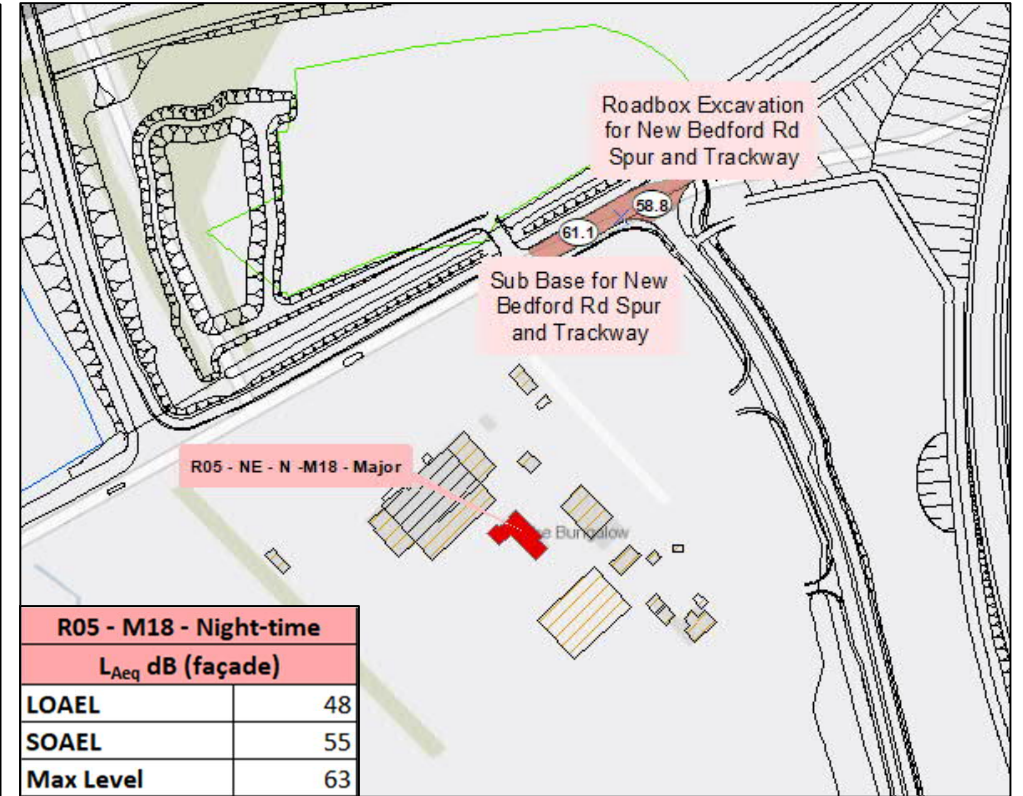 Roadbox Excavation
for New Bedford Rd
Spur and Trackway
58.8
61.1
Sub Base for New
Bedford Rd Spur
and Trackway
R05 - NE - N -M18 - Major
Bungalow
R05 - M18 - Night-time
LAeq dB (façade)
LOAEL 48
SOAEL 55
Max Level 63